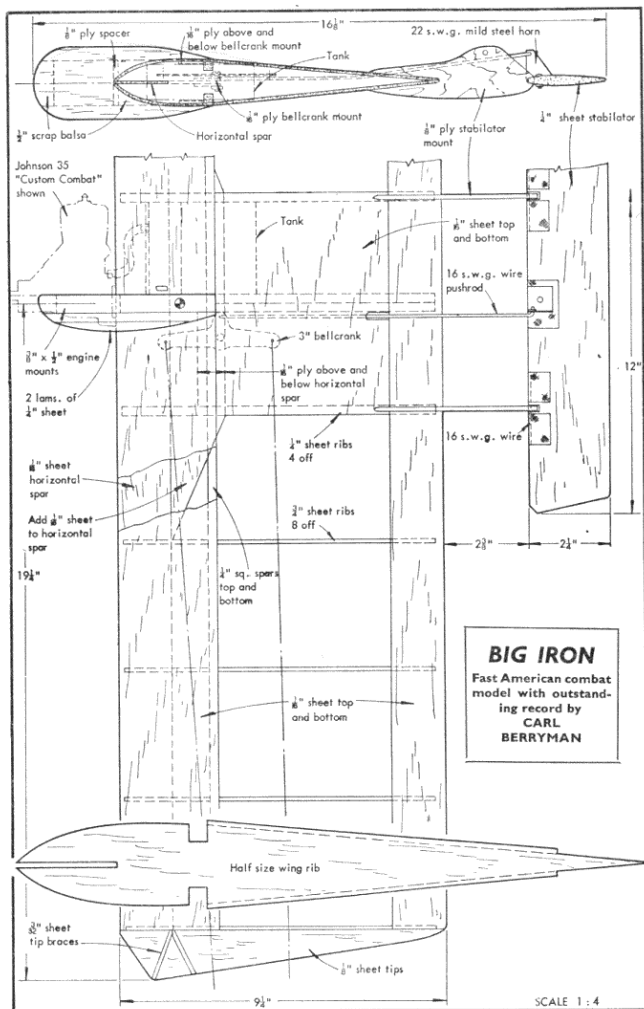 16⅛"
⅛" ply spacer
⅟₁₆" ply above and
below bellcrank mount
Tank
22 s.w.g. mild steel horn
½" scrap balsa
Horizontal spar
⅟₁₆" ply bellcrank mount
⅛" ply stabilator
mount
¼" sheet stabilator
Johnson 35
"Custom Combat"
shown
Tank
⅟₁₆" sheet top
and bottom
16 s.w.g. wire
pushrod
3" bellcrank
⅜" x ½" engine
mounts
ply above and
below horizontal
spar
12"
2 lams. of
¼" sheet
¼" sheet ribs
4 off
16 s.w.g. wire
sheet
horizontal
spar
Add sheet
to horizontal
spar
sheet ribs
8 off
2⅜"
2¼"
19¼"
¼" sq. spars
top and
bottom
BIG IRON
Fast American combat
model with outstand-
ing record by
CARL
BERRYMAN
sheet top
and bottom
Half size wing rib
sheet
tip braces
⅛" sheet tips
9¼"
SCALE 1 : 4